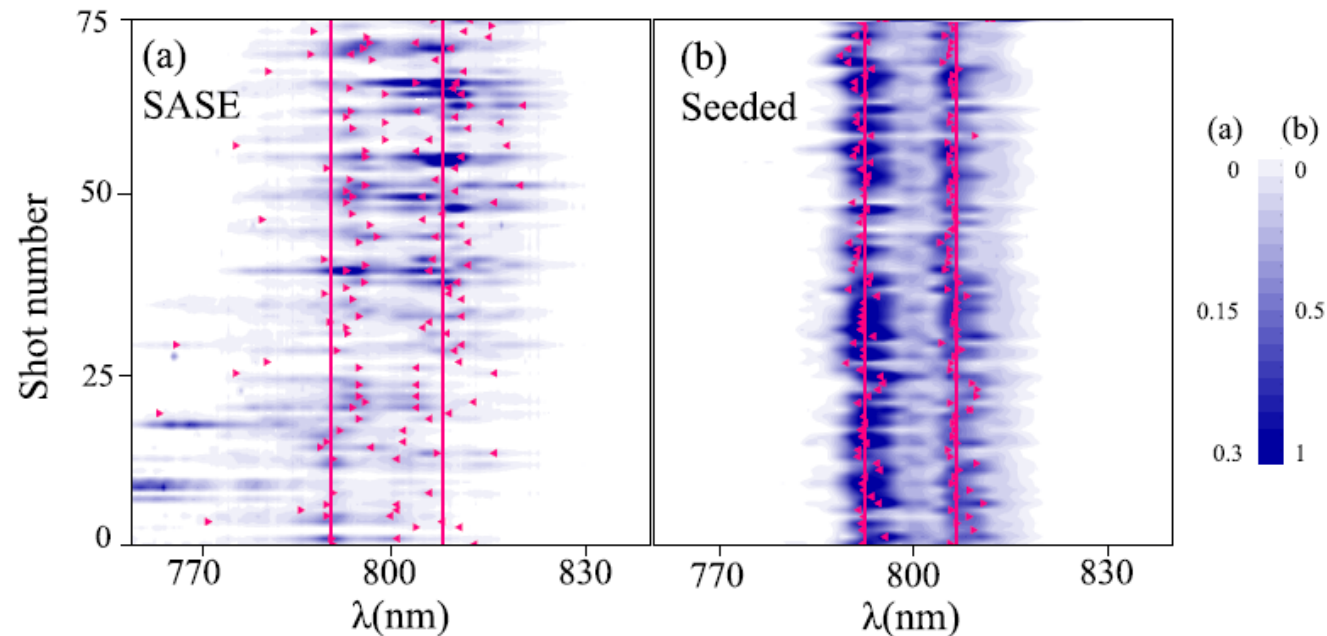 75
50
25
0
Shot number
(a)
SASE
770 800 830
λ(nm)
(b)
Seeded
770 800 830
λ(nm)
(a) (b)
0 0
0.15 0.5
0.3 1